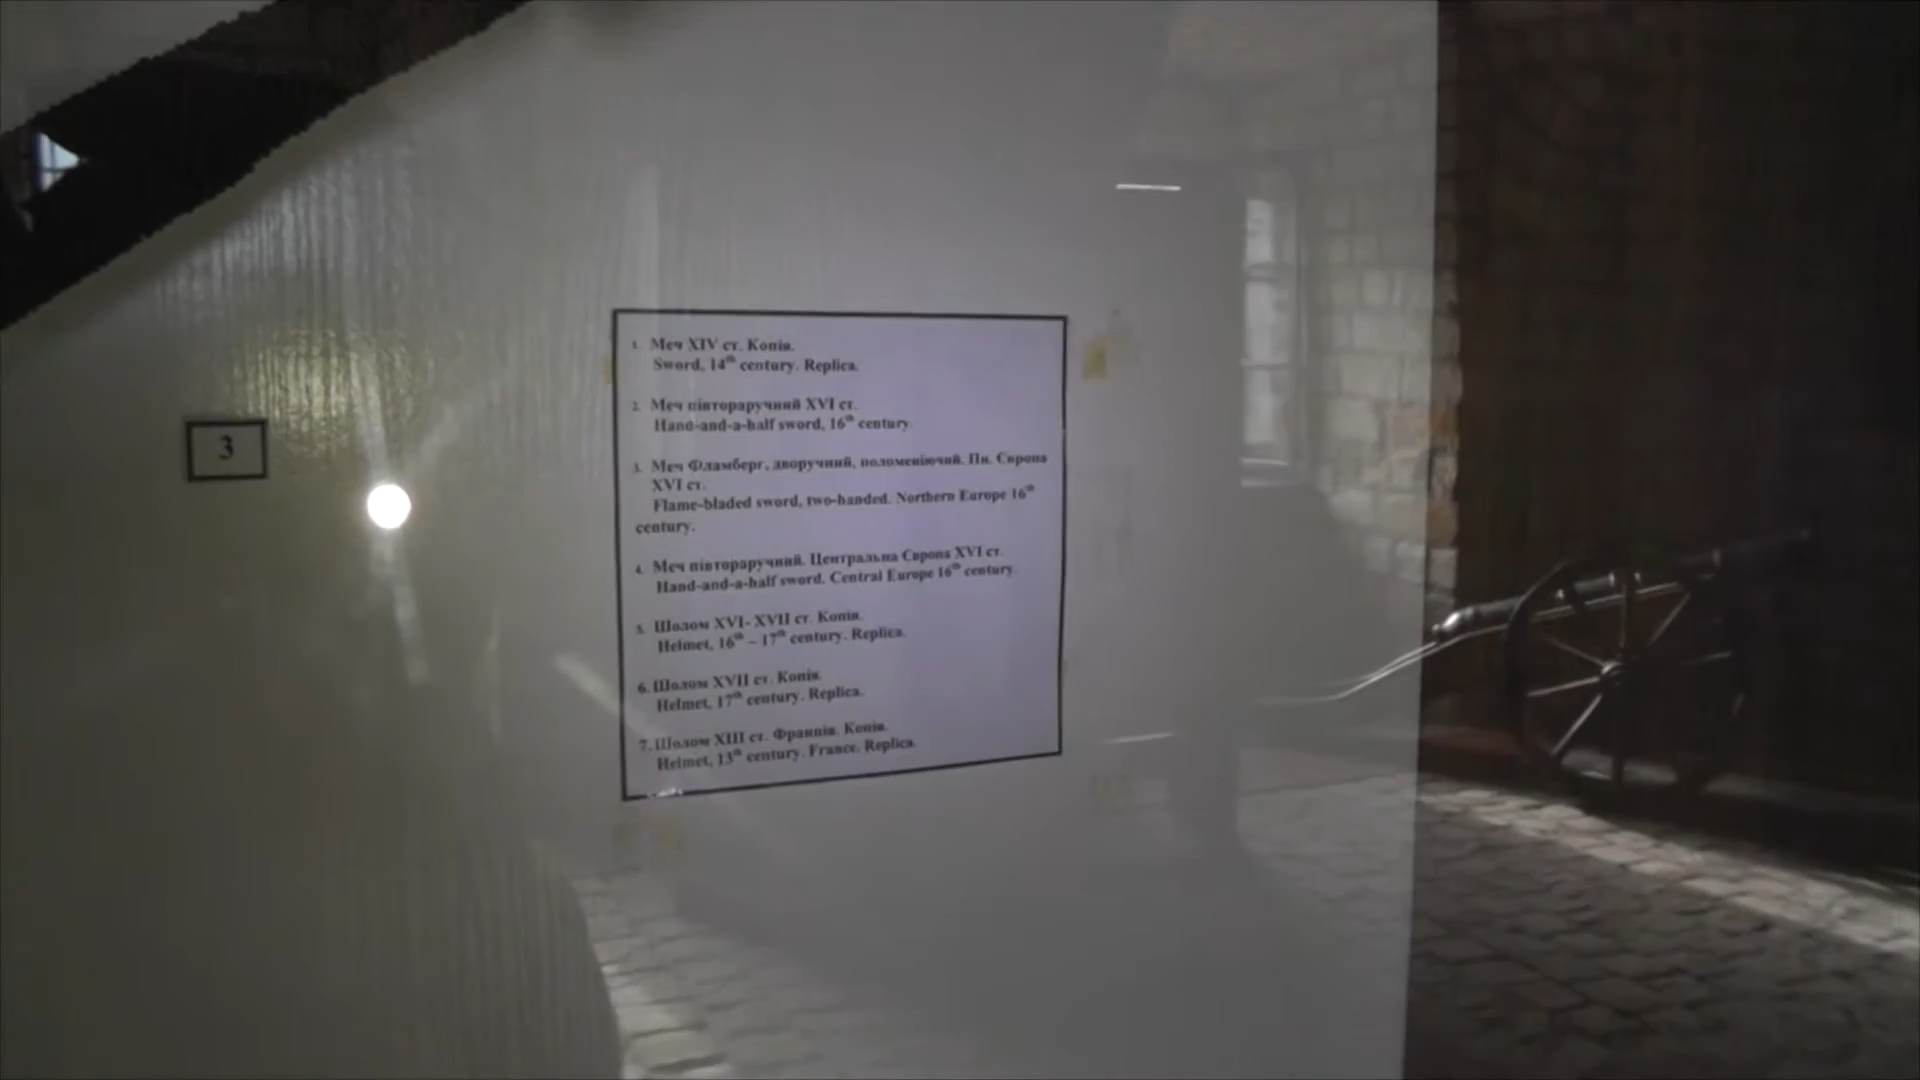 3
1. Меч XIV ст. Копія.
Sword, 14th century. Replica.
2. Меч півтораручний XVI ст.
Hand-and-a-half sword, 16th century.
3. Меч Фламберг, дворучний, поломеніючий. Пн. Європа
XVI ст.
Flame-bladed sword, two-handed. Northern Europe 16th
century.
4. Меч півтораручний. Центральна Європа XVI ст.
Hand-and-a-half sword. Central Europe 16th century.
5. Шолом XVI- XVII ст. Копія.
Helmet, 16th – 17th century. Replica.
6. Шолом XVII ст. Копія.
Helmet, 17th century. Replica.
7. Шолом XIII ст. Франція. Копія.
Helmet, 13th century. France. Replica.